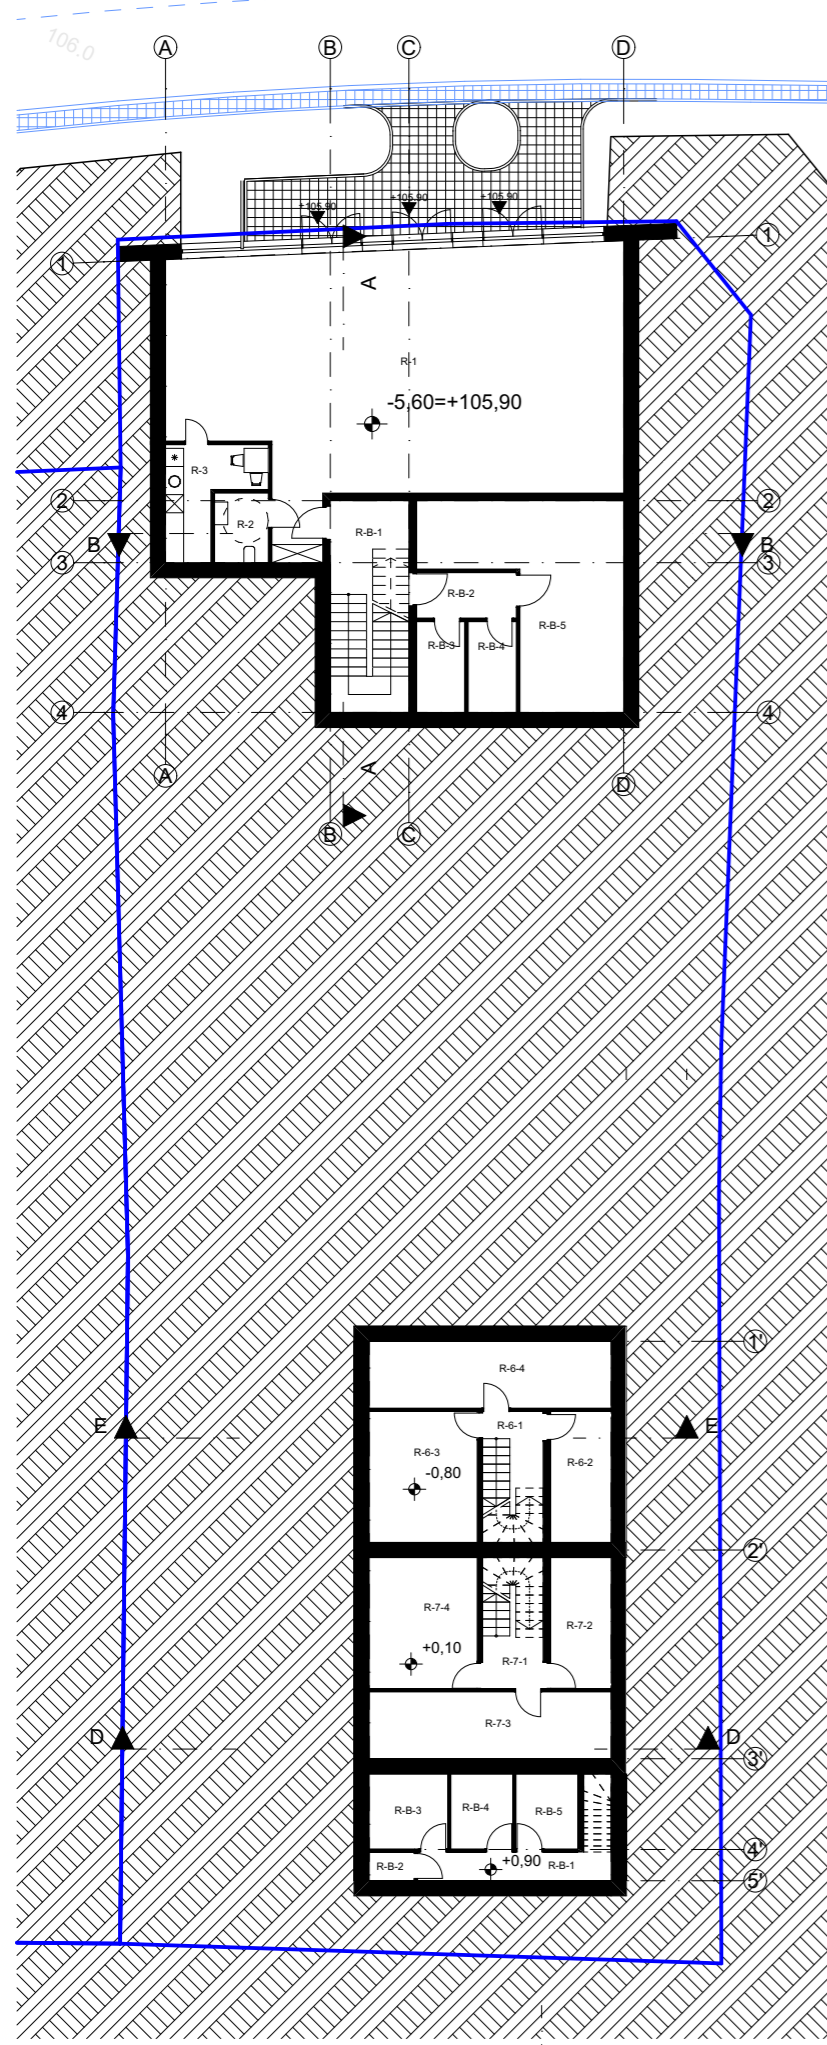 106.0
A
B
C
D
+105,90
+105,90
+105,90
1
1
A
R-1
-5,60=+105,90
R-3
2
2
R-2
R-B-1
B
B
3
3
R-B-2
R-B-5
R-B-3
R-B-4
4
4
A
A
D
B
C
1'
R-6-4
R-6-1
E
E
R-6-3
R-6-2
-0,80
2'
R-7-4
R-7-2
+0,10
R-7-1
R-7-3
D
D
3'
R-B-3
R-B-4
R-B-5
4'
R-B-2
+0,90
R-B-1
5'